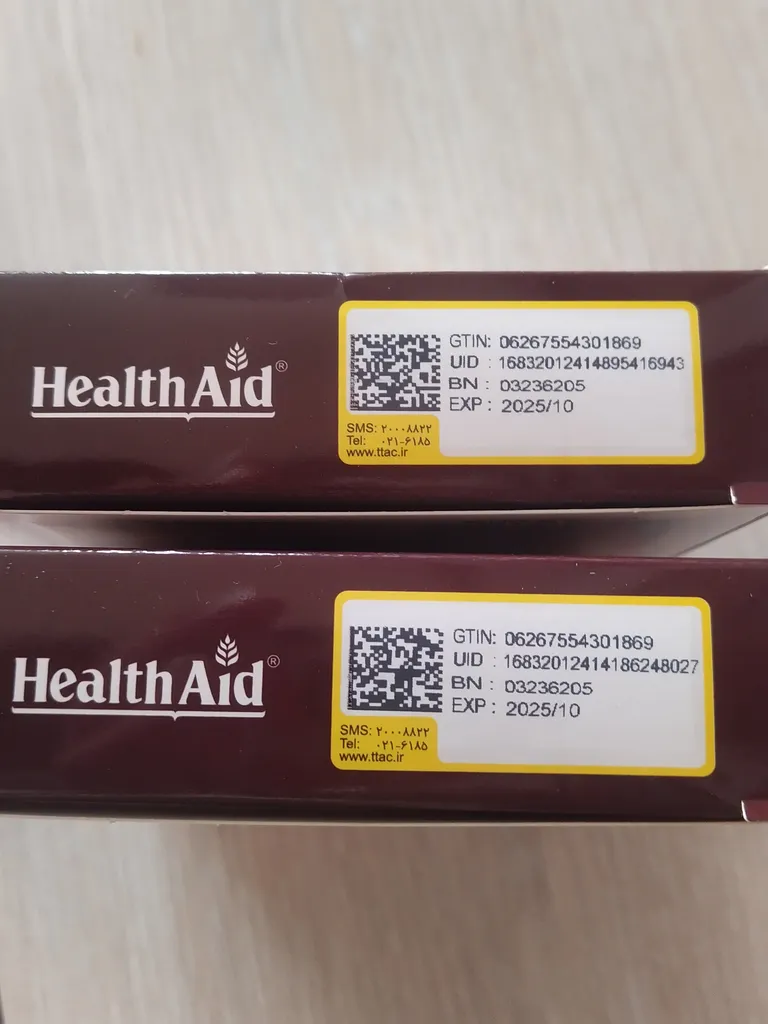 HealthAid®
GTIN: 06267554301869
UID : 16832012414895416943
BN : 03236205
EXP : 2025/10
SMS: ۲۰۰۰۸۸۲۲
Tel: ۰۲۱-۶۱۸۵
www.ttac.ir
HealthAid®
GTIN: 06267554301869
UID : 16832012414186248027
BN : 03236205
EXP : 2025/10
SMS: ۲۰۰۰۸۸۲۲
Tel: ۰۲۱-۶۱۸۵
www.ttac.ir